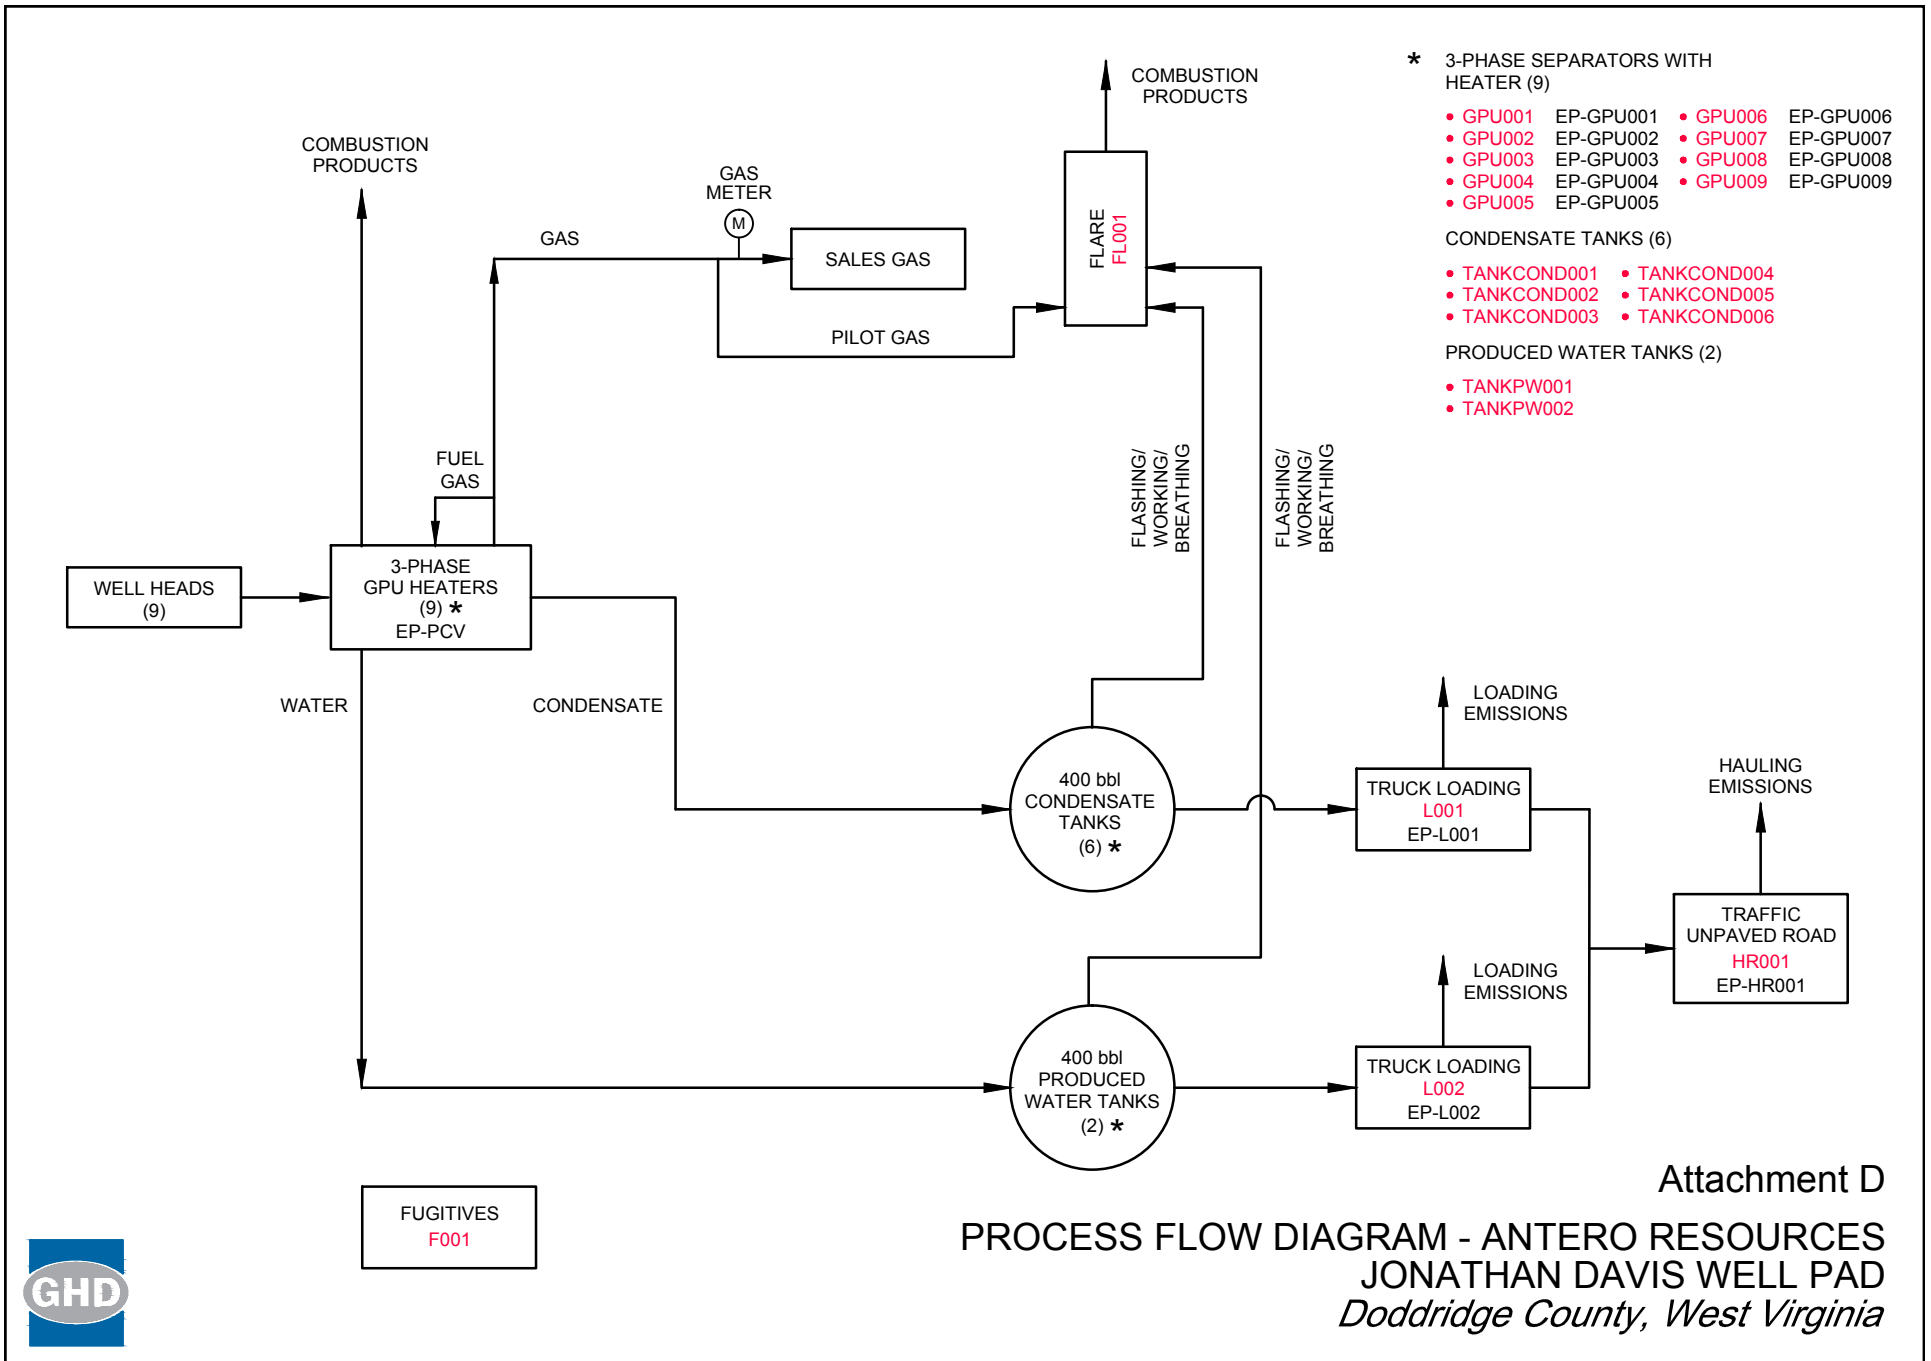 COMBUSTION
PRODUCTS
COMBUSTION
PRODUCTS
GAS
METER
M
GAS
SALES GAS
PILOT GAS
FLARE
FL001
FUEL
GAS
WELL HEADS
(9)
3-PHASE
GPU HEATERS
(9) *
EP-PCV
WATER
CONDENSATE
FLASHING/
WORKING/
BREATHING
FLASHING/
WORKING/
BREATHING
400 bbl
CONDENSATE
TANKS
(6) *
400 bbl
PRODUCED
WATER TANKS
(2) *
LOADING
EMISSIONS
TRUCK LOADING
L001
EP-L001
LOADING
EMISSIONS
TRUCK LOADING
L002
EP-L002
HAULING
EMISSIONS
TRAFFIC
UNPAVED ROAD
HR001
EP-HR001
FUGITIVES
F001
* 3-PHASE SEPARATORS WITH
HEATER (9)
• GPU001 EP-GPU001 • GPU006 EP-GPU006
• GPU002 EP-GPU002 • GPU007 EP-GPU007
• GPU003 EP-GPU003 • GPU008 EP-GPU008
• GPU004 EP-GPU004 • GPU009 EP-GPU009
• GPU005 EP-GPU005
CONDENSATE TANKS (6)
• TANKCOND001 • TANKCOND004
• TANKCOND002 • TANKCOND005
• TANKCOND003 • TANKCOND006
PRODUCED WATER TANKS (2)
• TANKPW001
• TANKPW002
Attachment D
PROCESS FLOW DIAGRAM - ANTERO RESOURCES
JONATHAN DAVIS WELL PAD
Doddridge County, West Virginia
GHD